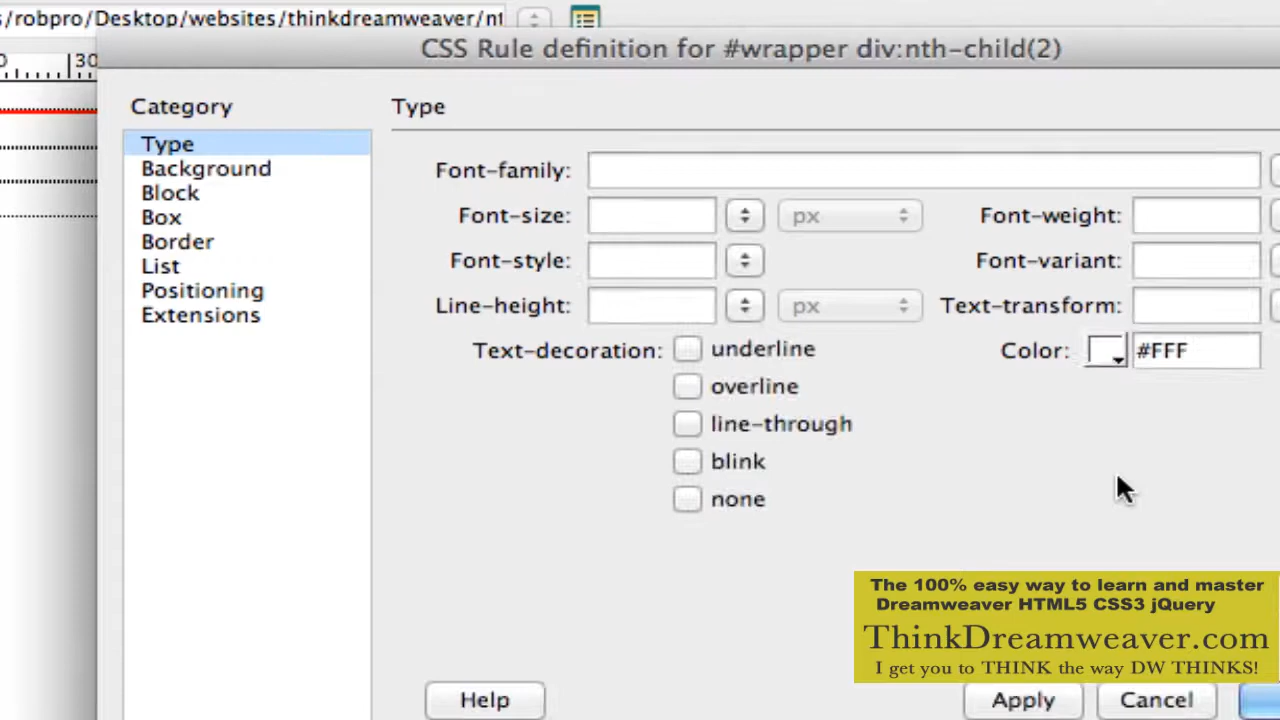 s/robpro/Desktop/websites/thinkdreamweaver/nt
30
CSS Rule definition for #wrapper div:nth-child(2)
Category
Type
Type
Background
Block
Box
Border
List
Positioning
Extensions
Font-family:
Font-size:
px
Font-weight:
Font-style:
Font-variant:
Line-height:
px
Text-transform:
Text-decoration:
underline
Color:
#FFF
overline
line-through
blink
none
The 100% easy way to learn and master
Dreamweaver HTML5 CSS3 jQuery
ThinkDreamweaver.com
I get you to THINK the way DW THINKS!
Help
Apply
Cancel